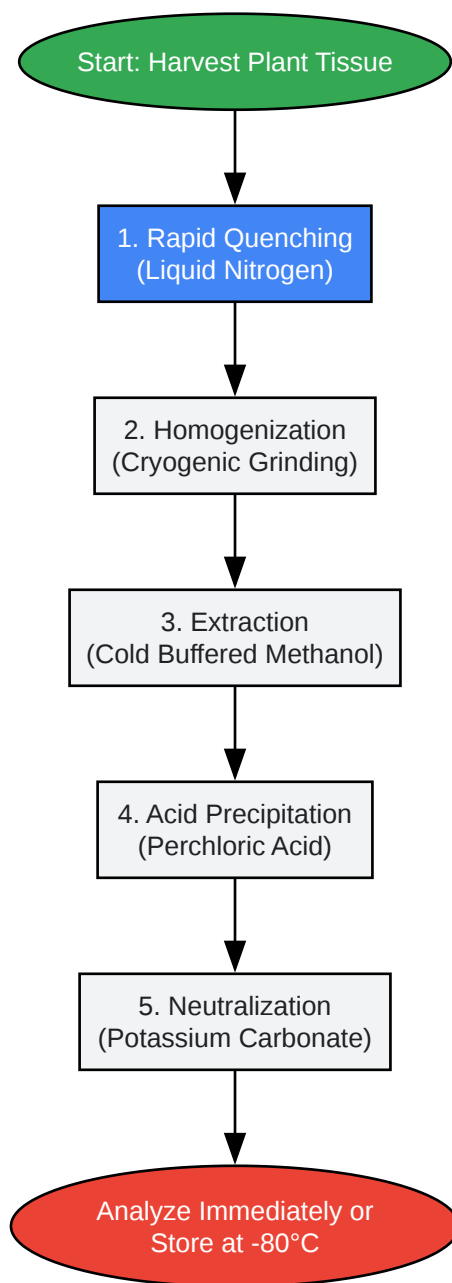 Start: Harvest Plant Tissue
1. Rapid Quenching
(Liquid Nitrogen)
2. Homogenization
(Cryogenic Grinding)
3. Extraction
(Cold Buffered Methanol)
4. Acid Precipitation
(Perchloric Acid)
5. Neutralization
(Potassium Carbonate)
Analyze Immediately or
Store at -80°C